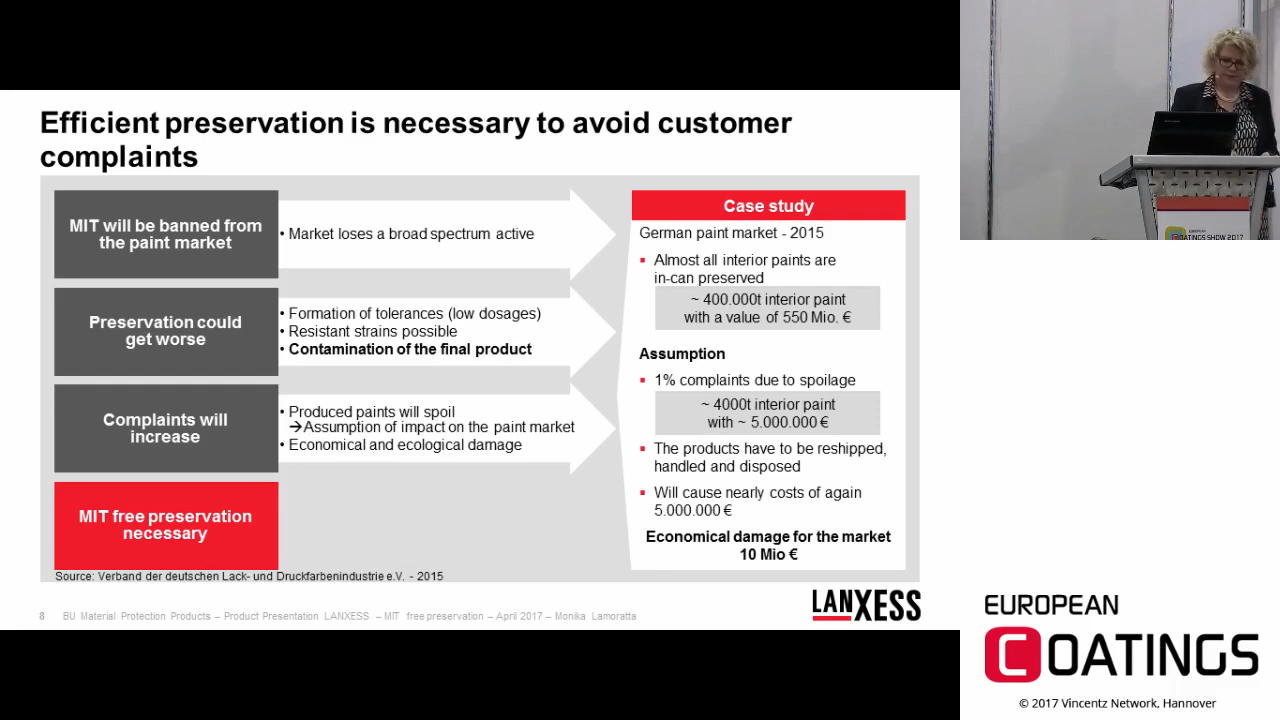 Efficient preservation is necessary to avoid customer
complaints
MIT will be banned from
the paint market
• Market loses a broad spectrum active
Preservation could
get worse
• Formation of tolerances (low dosages)
• Resistant strains possible
• Contamination of the final product
Complaints will
increase
• Produced paints will spoil
→Assumption of impact on the paint market
• Economical and ecological damage
MIT free preservation
necessary
Case study
German paint market - 2015
▪ Almost all interior paints are
in-can preserved
~ 400.000t interior paint
with a value of 550 Mio. €
Assumption
▪ 1% complaints due to spoilage
~ 4000t interior paint
with ~ 5.000.000 €
▪ The products have to be reshipped,
handled and disposed
▪ Will cause nearly costs of again
5.000.000 €
Economical damage for the market
10 Mio €
Source: Verband der deutschen Lack- und Druckfarbenindustrie e.V. - 2015
8 BU Material Protection Products – Product Presentation LANXESS – MIT free preservation – April 2017 – Monika Lamoratta
LANXESS
EUROPEAN
COATINGS SHOW 2017
EUROPEAN
COATINGS
© 2017 Vincentz Network, Hannover